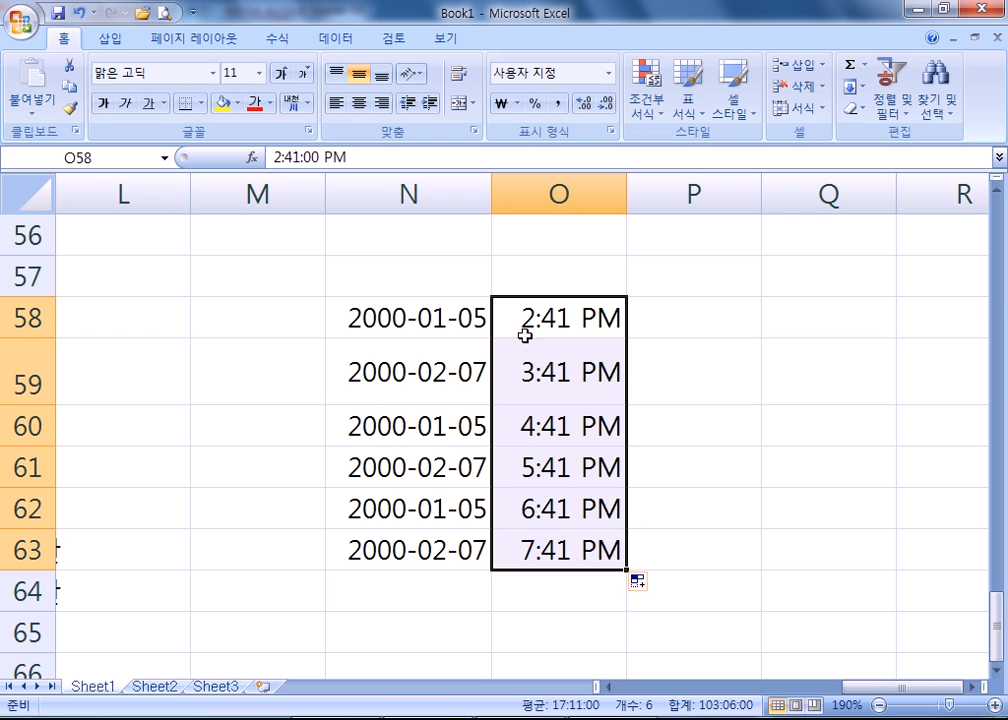 Book1 - Microsoft Excel
홈 삽입 페이지 레이아웃 수식 데이터 검토 보기
맑은 고딕 11 가 가 사용자 지정 삽입 Σ
붙여넣기 가 가 가 가 내천 ₩ % , 조건부 서식 표 서식 셀 스타일 삭제 서식 정렬 및 필터 찾기 및 선택
클립보드 글꼴 맞춤 표시 형식 스타일 셀 편집
O58 fx 2:41:00 PM
L M N O P Q R
56
57
58 2000-01-05 2:41 PM
59 2000-02-07 3:41 PM
60 2000-01-05 4:41 PM
61 2000-02-07 5:41 PM
62 2000-01-05 6:41 PM
63 2000-02-07 7:41 PM
64
65
66
Sheet1 Sheet2 Sheet3
준비 평균: 17:11:00 개수: 6 합계: 103:06:00 190%